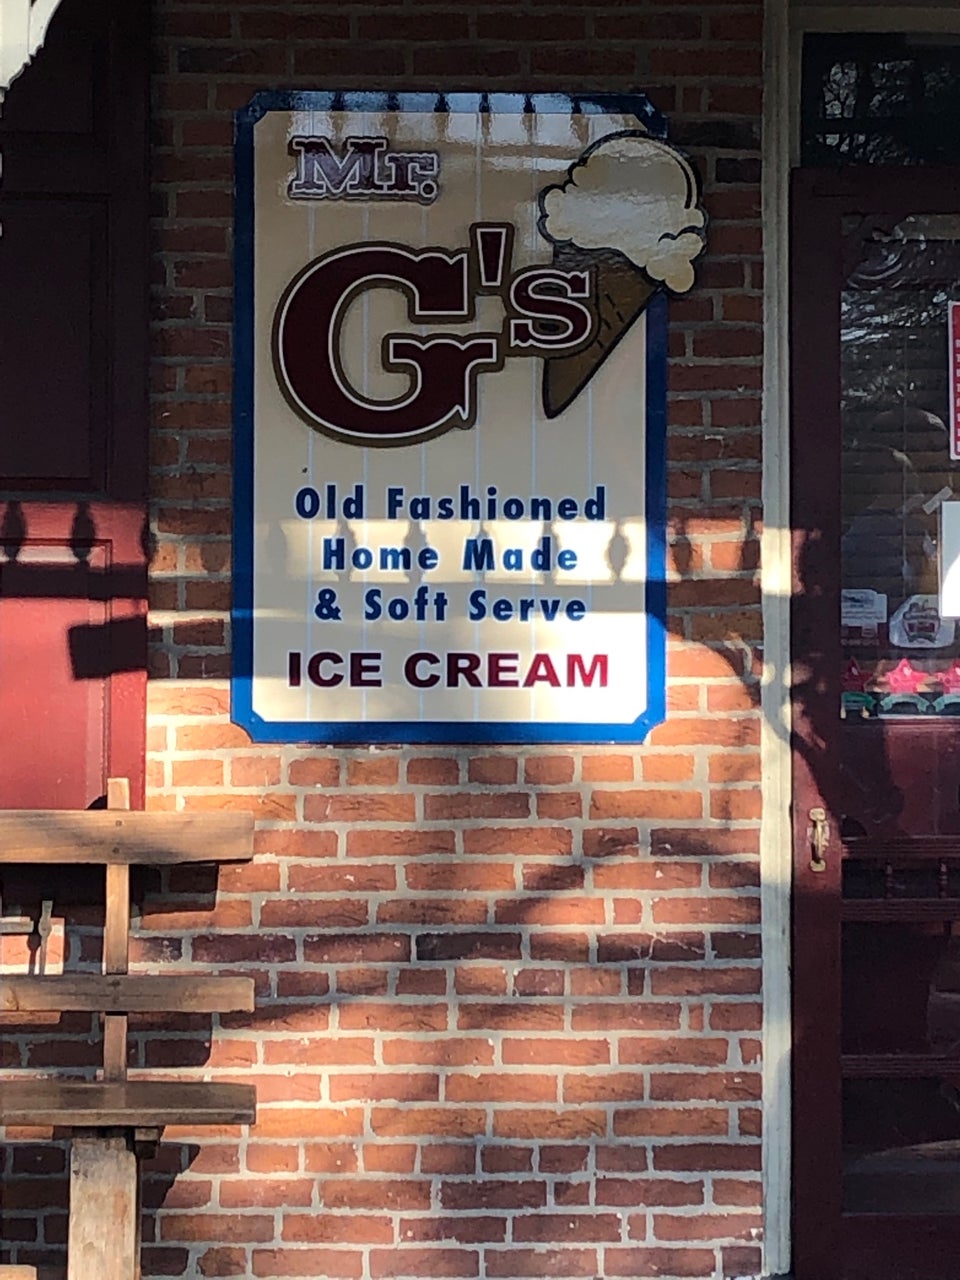 Mr.
G's
Old Fashioned
Home Made
& Soft Serve
ICE CREAM